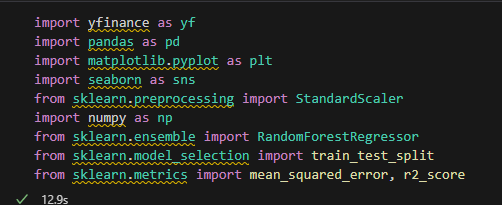 import yfinance as yf
import pandas as pd
import matplotlib.pyplot as plt
import seaborn as sns
from sklearn.preprocessing import StandardScaler
import numpy as np
from sklearn.ensemble import RandomForestRegressor
from sklearn.model_selection import train_test_split
from sklearn.metrics import mean_squared_error, r2_score
12.9s